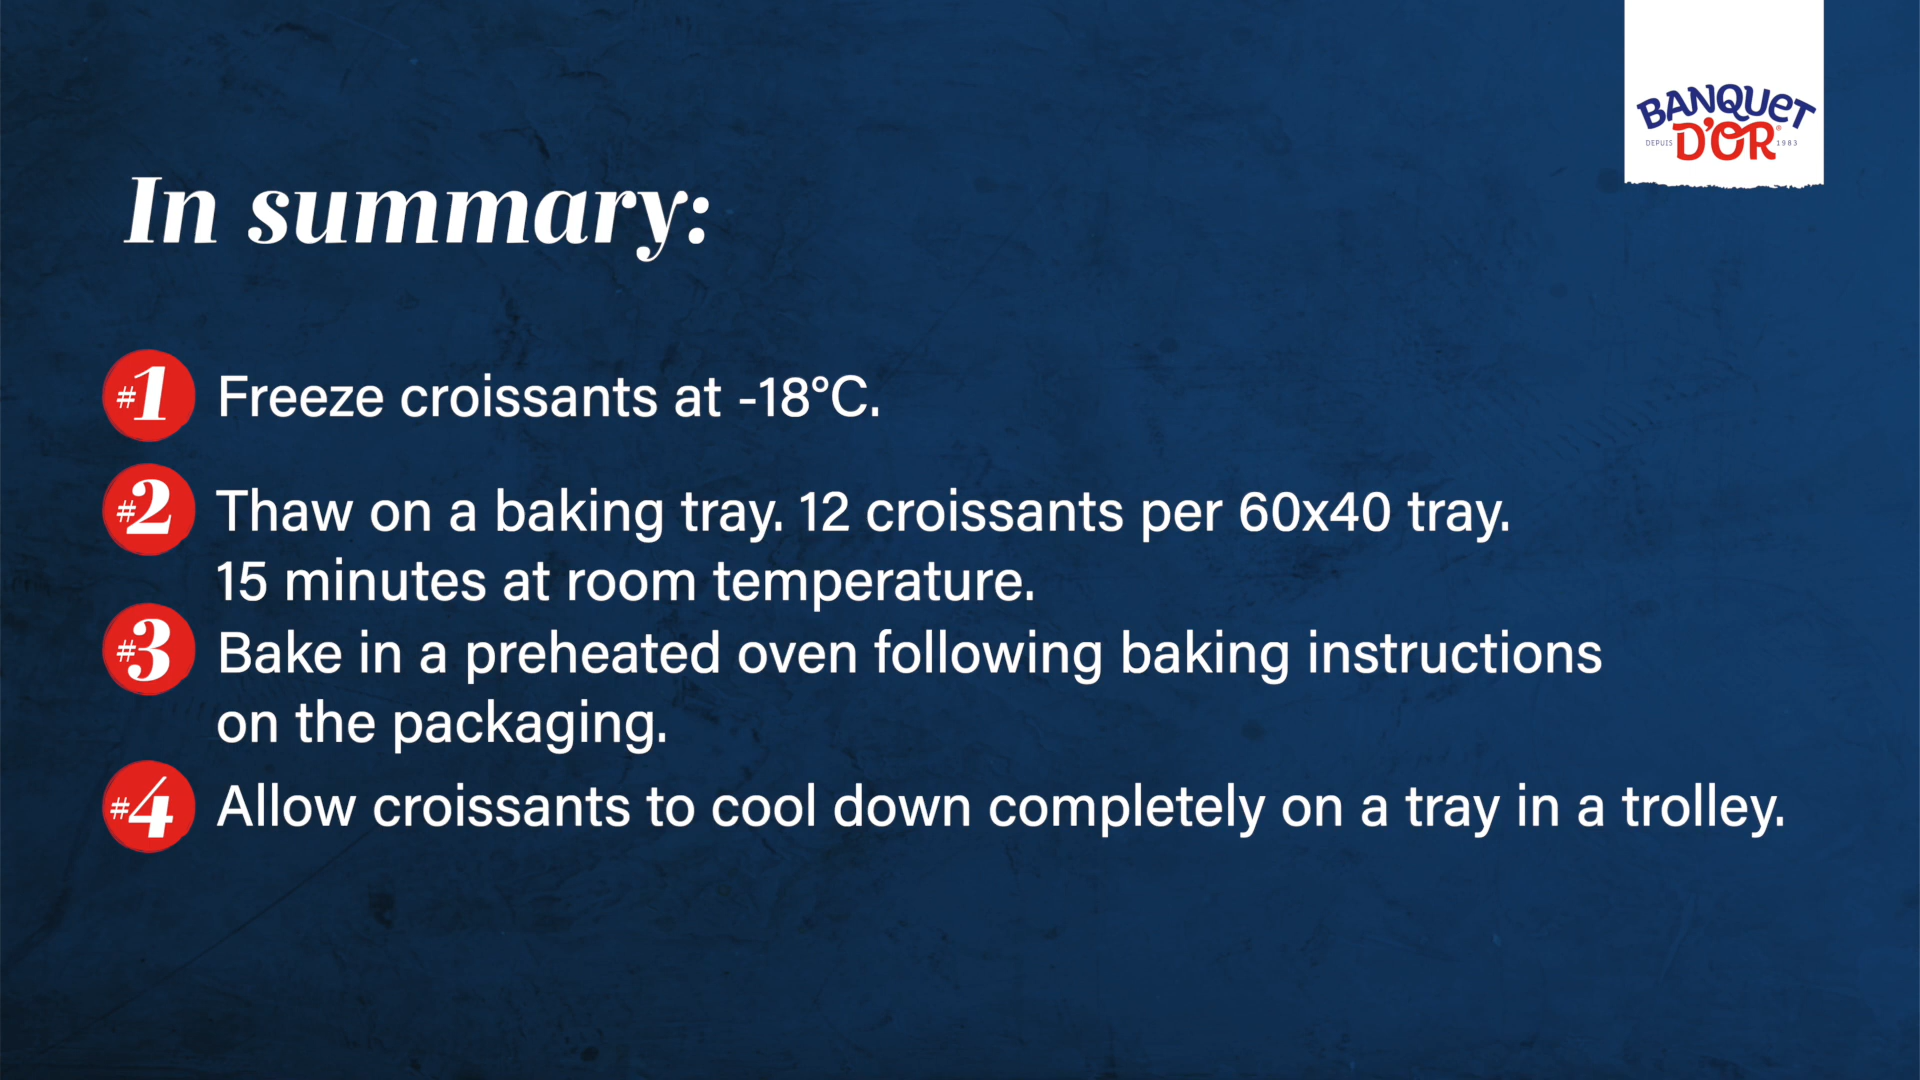 BANQUET
DEPUIS D'OR® 1983
In summary:
#1 Freeze croissants at -18°C.
#2 Thaw on a baking tray. 12 croissants per 60x40 tray.
15 minutes at room temperature.
#3 Bake in a preheated oven following baking instructions
on the packaging.
#4 Allow croissants to cool down completely on a tray in a trolley.